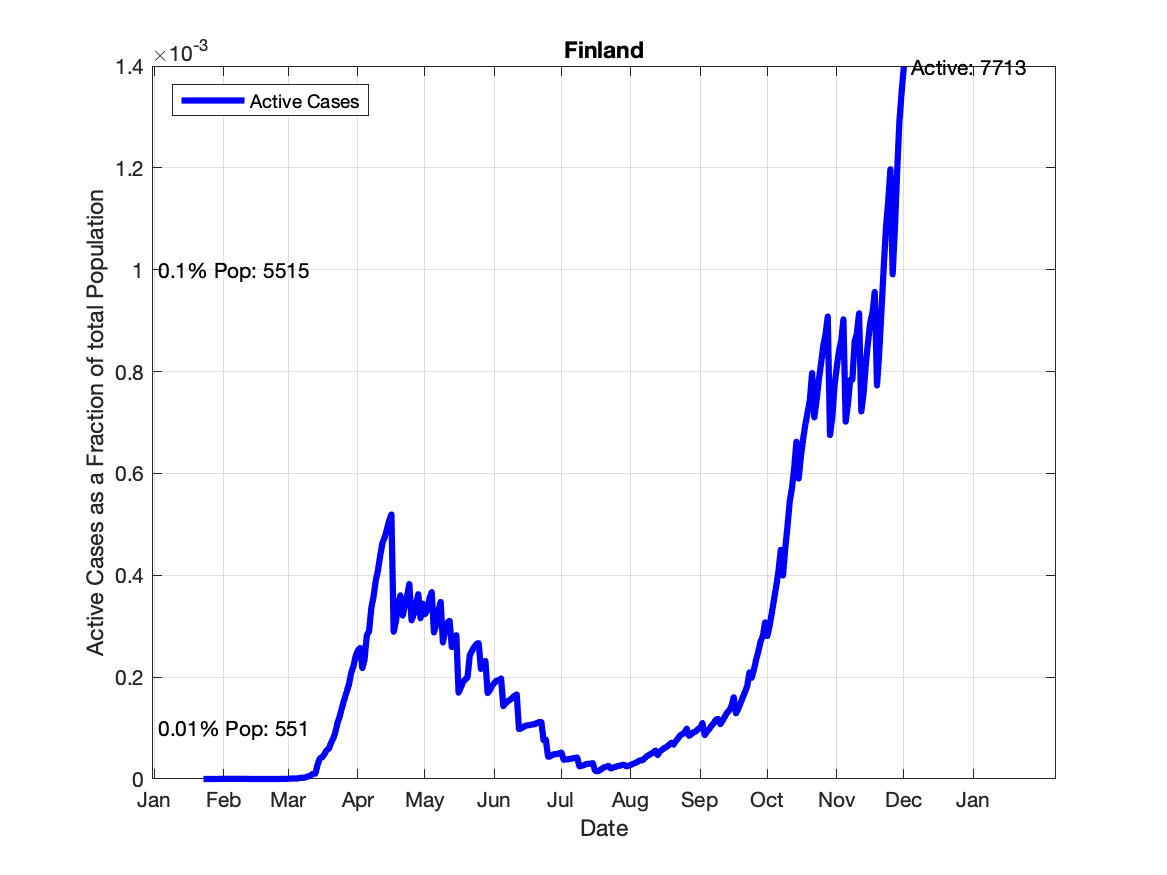 Finland
×10-3
Active: 7713
Active Cases
1.4
1.2
0.1% Pop: 5515
1
0.8
0.6
0.4
0.2
0.01% Pop: 551
0
Active Cases as a Fraction of total Population
Jan Feb Mar Apr May Jun Jul Aug Sep Oct Nov Dec Jan
Date